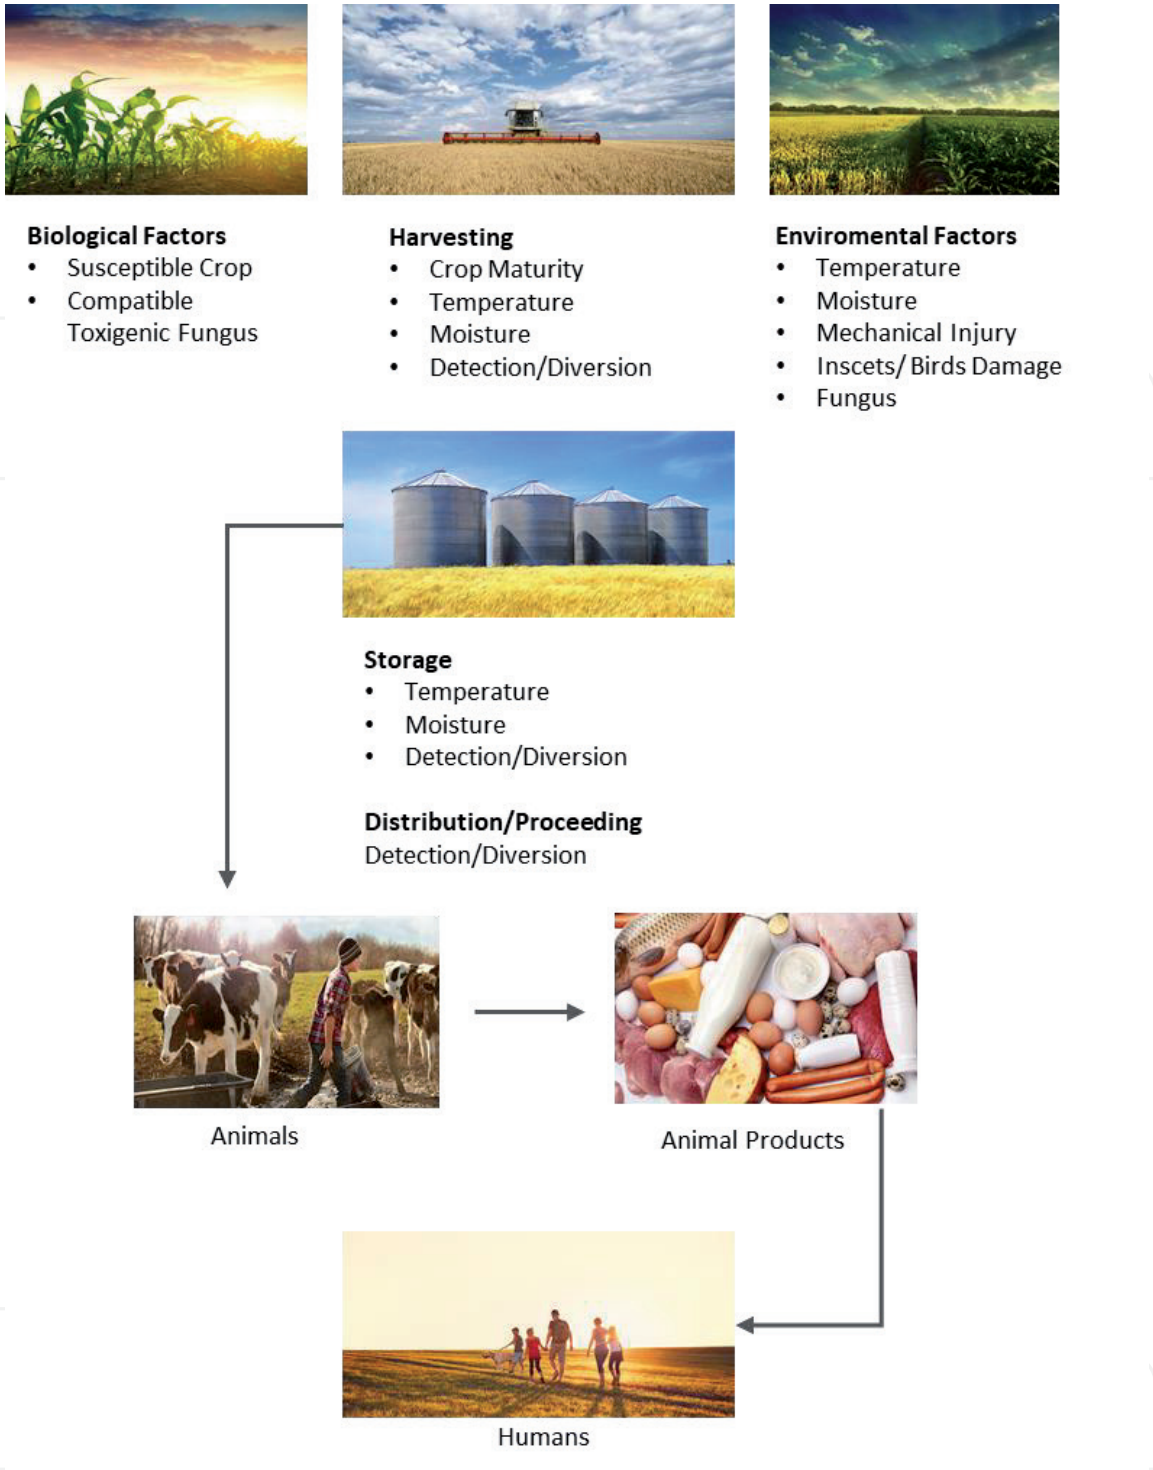 Biological Factors
• Susceptible Crop
• Compatible
Toxigenic Fungus
Harvesting
• Crop Maturity
• Temperature
• Moisture
• Detection/Diversion
Enviromental Factors
• Temperature
• Moisture
• Mechanical Injury
• Inscets/ Birds Damage
• Fungus
Storage
• Temperature
• Moisture
• Detection/Diversion
Distribution/Proceeding
Detection/Diversion
Animals
Animal Products
Humans